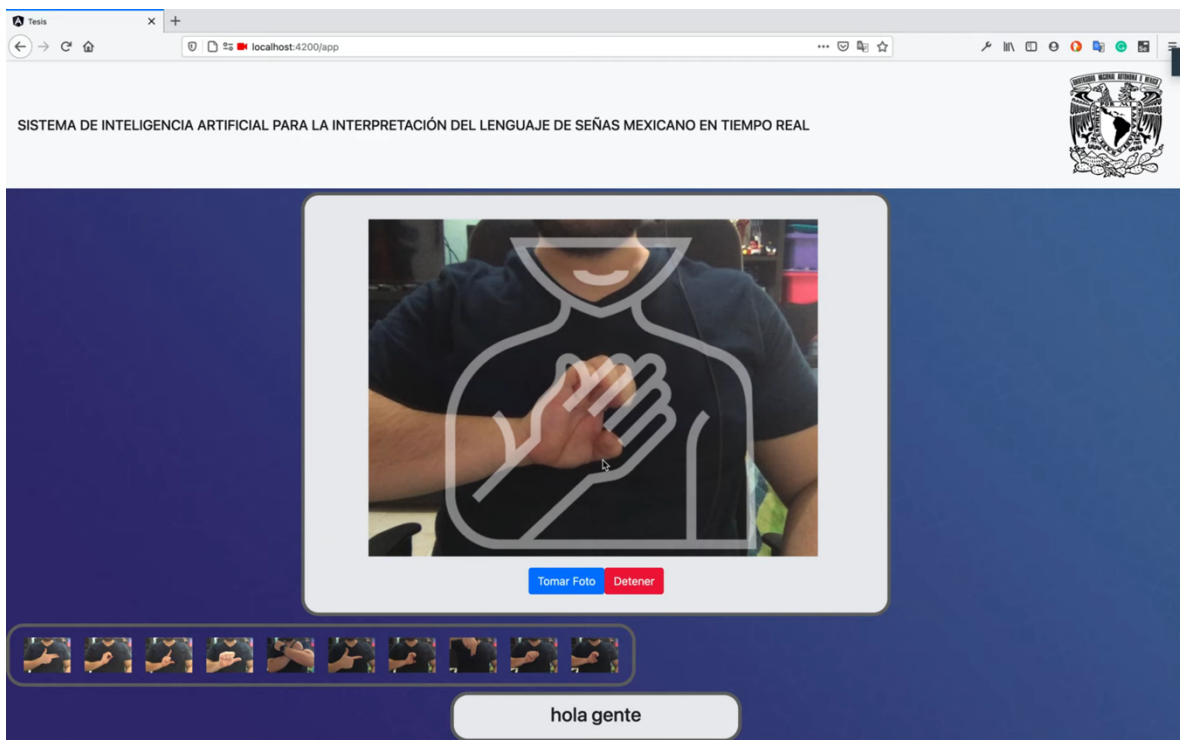 Tesis
localhost:4200/app
SISTEMA DE INTELIGENCIA ARTIFICIAL PARA LA INTERPRETACIÓN DEL LENGUAJE DE SEÑAS MEXICANO EN TIEMPO REAL
Tomar Foto Detener
hola gente